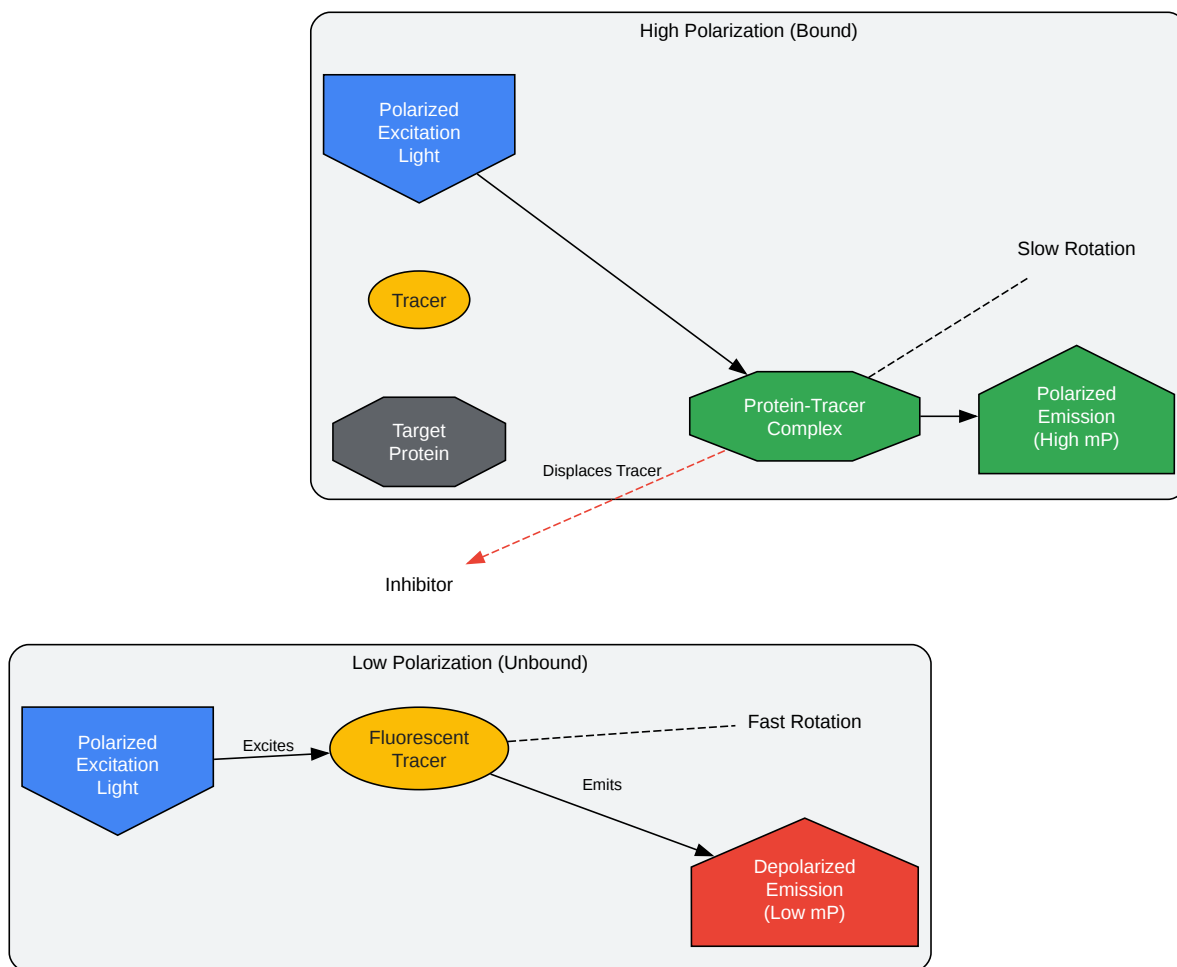 High Polarization (Bound)
Polarized
Excitation
Light
Slow Rotation
Tracer
Polarized
Emission
(High mP)
Protein-Tracer
Complex
Target
Protein
Displaces Tracer
Inhibitor
Low Polarization (Unbound)
Polarized
Excitation
Light
Excites
Fluorescent
Tracer
Fast Rotation
Emits
Depolarized
Emission
(Low mP)